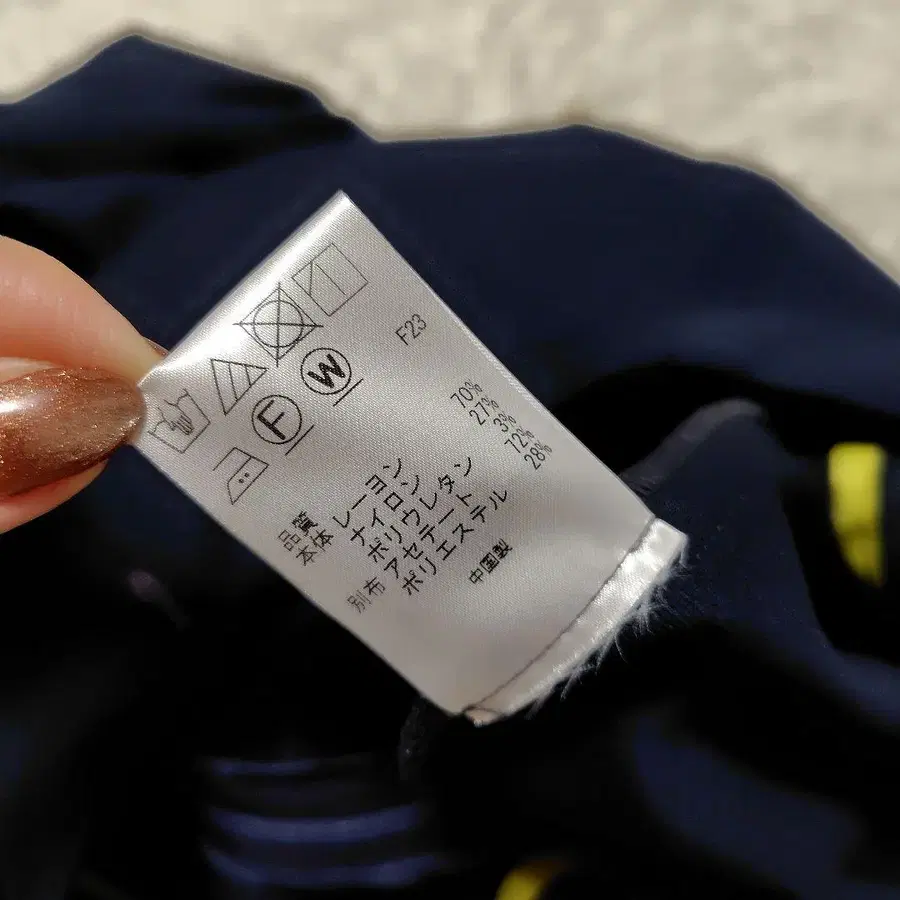 F
W
F23
品質
本体 レーヨン 70%
ナイロン 27%
ポリウレタン 3%
別布 アセテート 72%
ポリエステル 28%
中国製